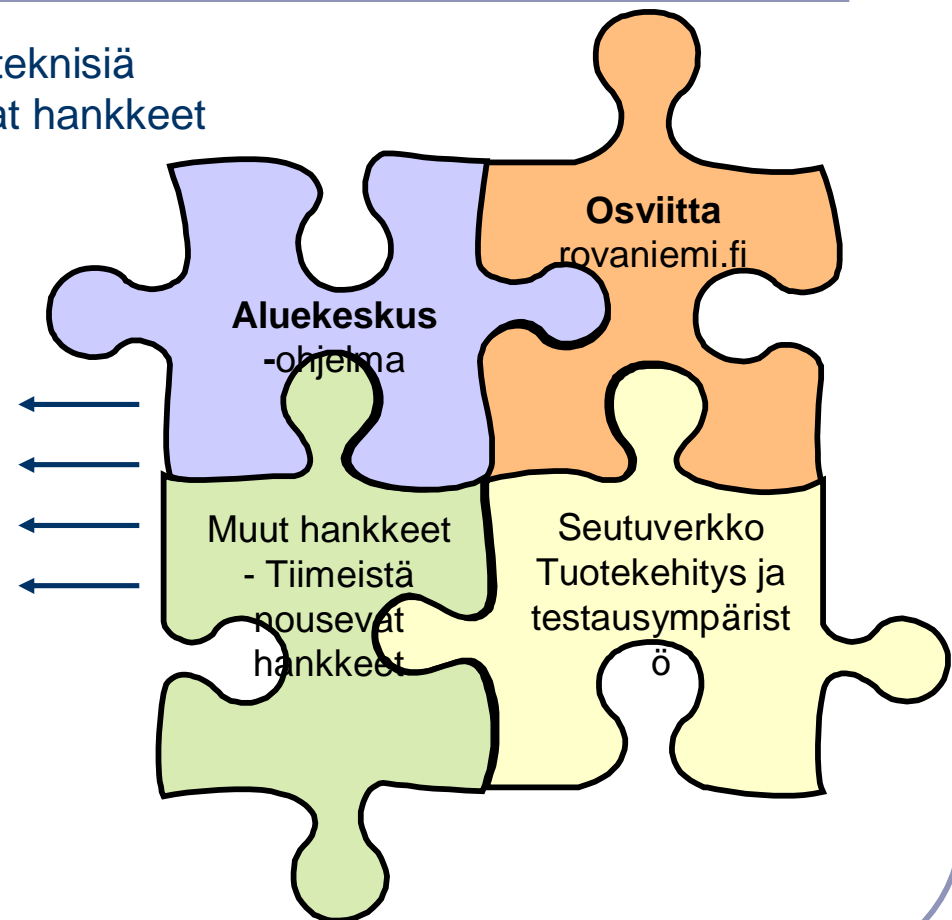 teknisiä
at hankkeet
Osviitta
rovaniemi.fi
Aluekeskus
-ohjelma
Muut hankkeet
- Tiimeistä
nousevat
hankkeet
Seutuverkko
Tuotekehitys ja
testausympärist
ö